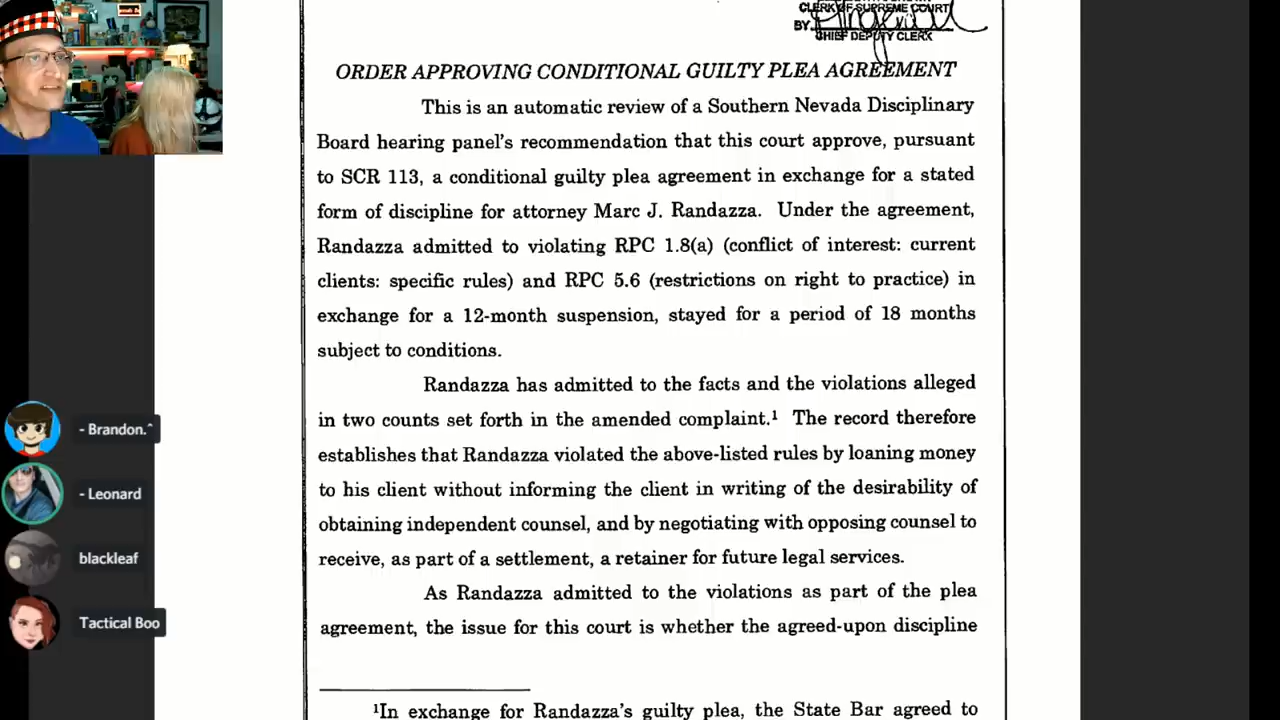 CLERK OF SUPREME COURT
BY
CHIEF DEPUTY CLERK
ORDER APPROVING CONDITIONAL GUILTY PLEA AGREEMENT
This is an automatic review of a Southern Nevada Disciplinary
Board hearing panel's recommendation that this court approve, pursuant
to SCR 113, a conditional guilty plea agreement in exchange for a stated
form of discipline for attorney Marc J. Randazza. Under the agreement,
Randazza admitted to violating RPC 1.8(a) (conflict of interest: current
clients: specific rules) and RPC 5.6 (restrictions on right to practice) in
exchange for a 12-month suspension, stayed for a period of 18 months
subject to conditions.
Randazza has admitted to the facts and the violations alleged
in two counts set forth in the amended complaint.¹ The record therefore
establishes that Randazza violated the above-listed rules by loaning money
to his client without informing the client in writing of the desirability of
obtaining independent counsel, and by negotiating with opposing counsel to
receive, as part of a settlement, a retainer for future legal services.
As Randazza admitted to the violations as part of the plea
agreement, the issue for this court is whether the agreed-upon discipline
¹In exchange for Randazza's guilty plea, the State Bar agreed to
- Brandon.^
- Leonard
blackleaf
Tactical Boo